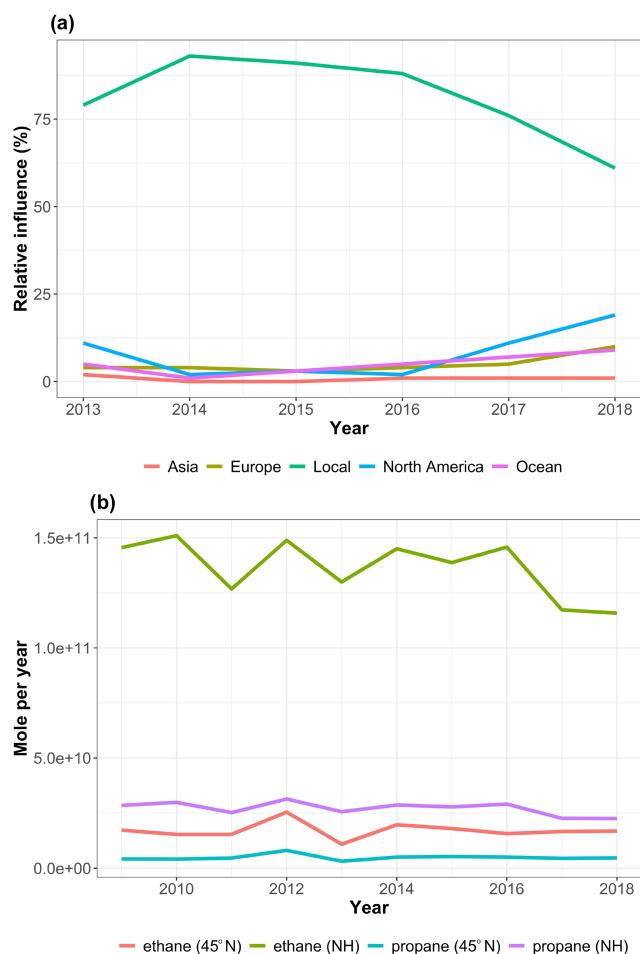 (a)
Relative influence (%)
75
50
25
0
2013 2014 2015 2016 2017 2018
Year
Asia Europe Local North America Ocean
(b)
Mole per year
1.5e+11
1.0e+11
5.0e+10
0.0e+00
2010 2012 2014 2016 2018
Year
ethane (45°N) ethane (NH) propane (45°N) propane (NH)